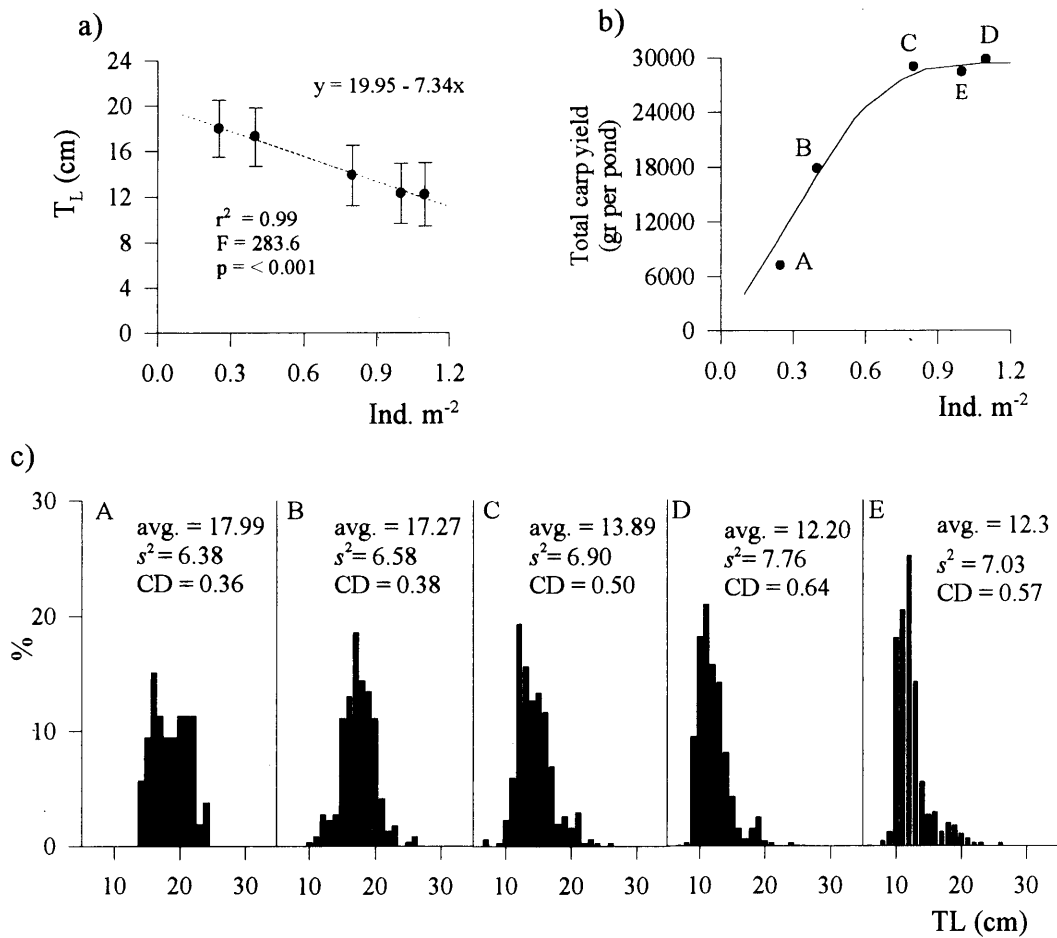 a)
24
20
16
12
8
4
0
T_L (cm)
y = 19.95 - 7.34x
r² = 0.99
F = 283.6
p = < 0.001
0.0 0.3 0.6 0.9 1.2
Ind. m⁻²
b)
30000
24000
18000
12000
6000
0
Total carp yield
(gr per pond)
A
B
C
D
E
0.0 0.3 0.6 0.9 1.2
Ind. m⁻²
c)
30
20
10
0
%
A
avg. = 17.99
s² = 6.38
CD = 0.36
B
avg. = 17.27
s² = 6.58
CD = 0.38
C
avg. = 13.89
s² = 6.90
CD = 0.50
D
avg. = 12.20
s² = 7.76
CD = 0.64
E
avg. = 12.3
s² = 7.03
CD = 0.57
10 20 30 10 20 30 10 20 30 10 20 30 10 20 30
TL (cm)